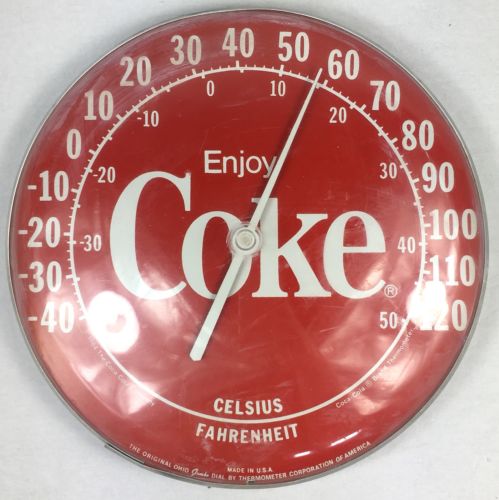 -40 -30 -20 -10 0 10 20 30 40 50 60 70 80 90 100 110 120
-30 -20 -10 0 10 20 30 40 50
Enjoy
Coke®
CELSIUS
FAHRENHEIT
MADE IN U.S.A.
THE ORIGINAL OHIO Jumbo DIAL BY THERMOMETER CORPORATION OF AMERICA